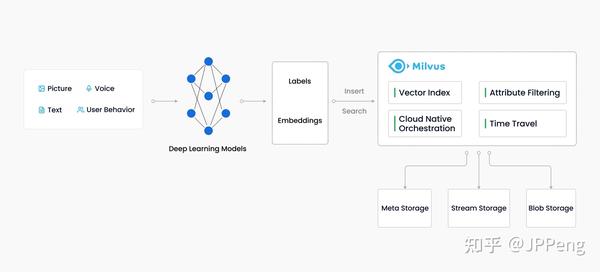 Picture
Voice
Text
User Behavior
Deep Learning Models
Labels
Embeddings
Insert
Search
Milvus
Vector Index
Attribute Filtering
Cloud Native
Orchestration
Time Travel
Meta Storage
Stream Storage
Blob Storage
知乎 @JPPeng